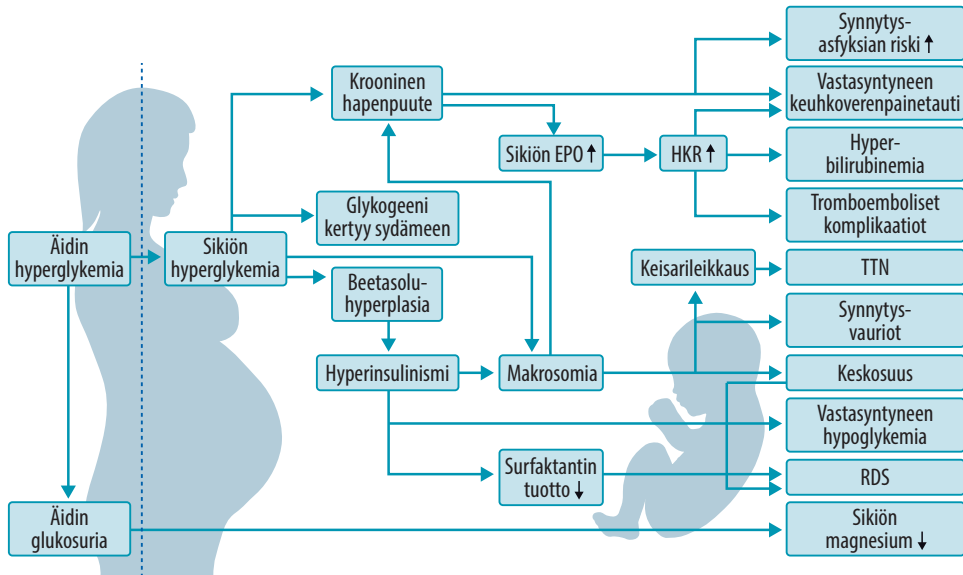 Synnytys-
asfyksian riski ↑
Krooninen
hapenpuute
Vastasyntyneen
keuhkoverenpainetauti
Sikiön EPO ↑
HKR ↑
Hyper-
bilirubinemia
Glykogeeni
kertyy sydämeen
Tromboemboliset
komplikaatiot
Äidin
hyperglykemia
Sikiön
hyperglykemia
Keisarileikkaus
TTN
Beetasolu-
hyperplasia
Synnytys-
vauriot
Hyperinsulinismi
Makrosomia
Keskosuus
Vastasyntyneen
hypoglykemia
Surfaktantin
tuotto ↓
RDS
Äidin
glukosuria
Sikiön
magnesium ↓